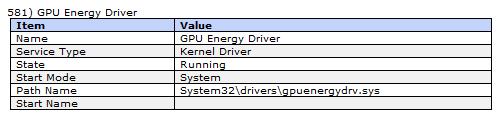 581) GPU Energy Driver
Item Value
Name GPU Energy Driver
Service Type Kernel Driver
State Running
Start Mode System
Path Name System32\drivers\gpuenergydrv.sys
Start Name